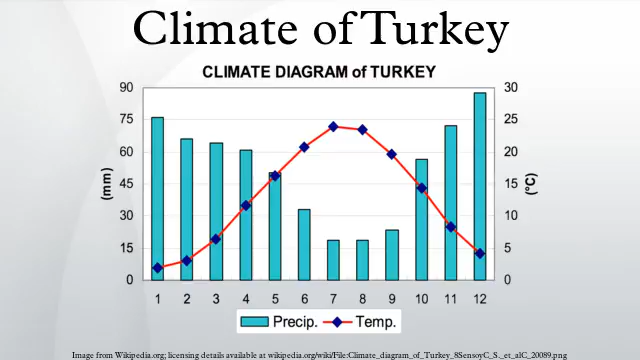 Climate of Turkey
CLIMATE DIAGRAM of TURKEY
90 30
75 25
60 20
45 15
30 10
15 5
0 0
(mm)
(°C)
1 2 3 4 5 6 7 8 9 10 11 12
Precip. Temp.
Image from Wikipedia.org; licensing details available at wikipedia.org/wiki/File:Climate_diagram_of_Turkey_8SensoyC_S._et_alC_20089.png